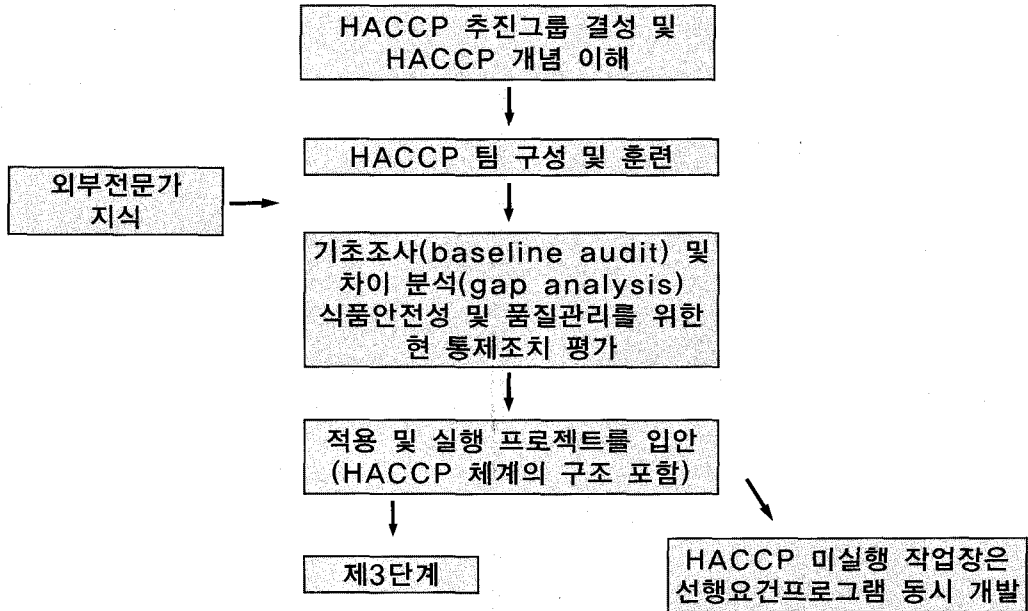 HACCP 추진그룹 결성 및
HACCP 개념 이해
HACCP 팀 구성 및 훈련
외부전문가
지식
기초조사(baseline audit) 및
차이 분석(gap analysis)
식품안전성 및 품질관리를 위한
현 통제조치 평가
적용 및 실행 프로젝트를 입안
(HACCP 체계의 구조 포함)
제3단계
HACCP 미실행 작업장은
선행요건프로그램 동시 개발